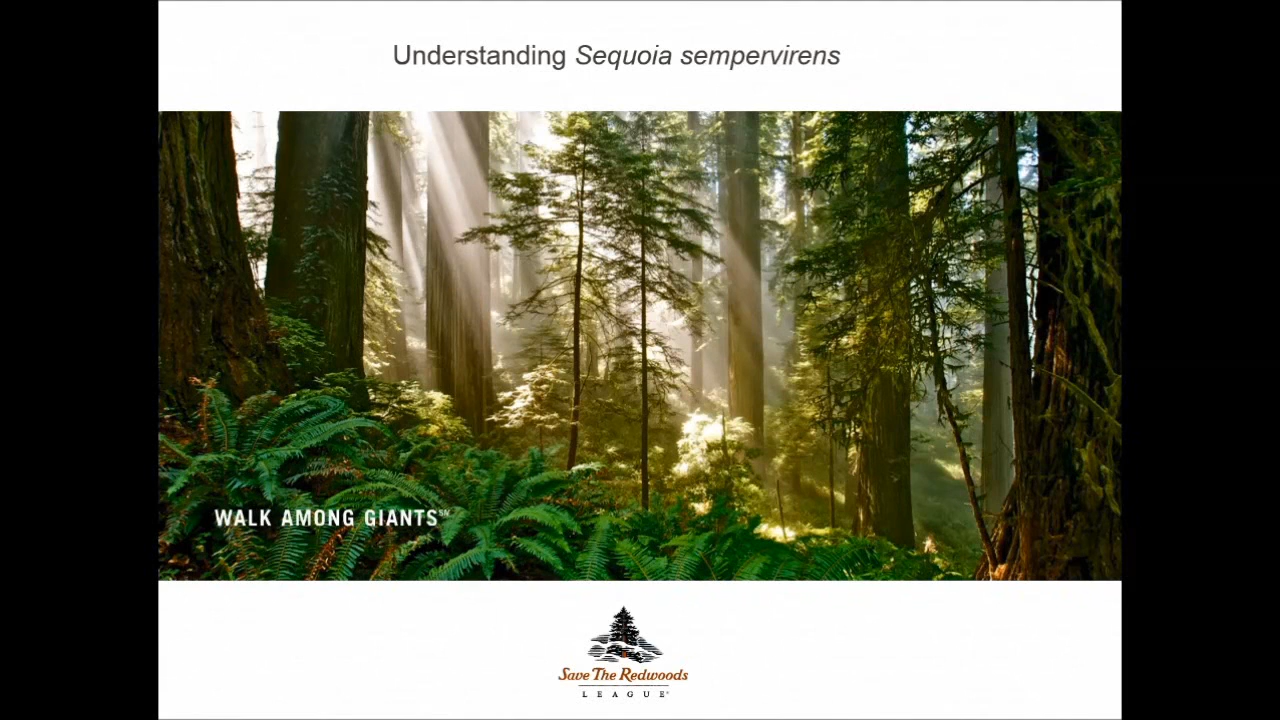 Understanding Sequoia sempervirens
WALK AMONG GIANTS℠
Save The Redwoods
LEAGUE®